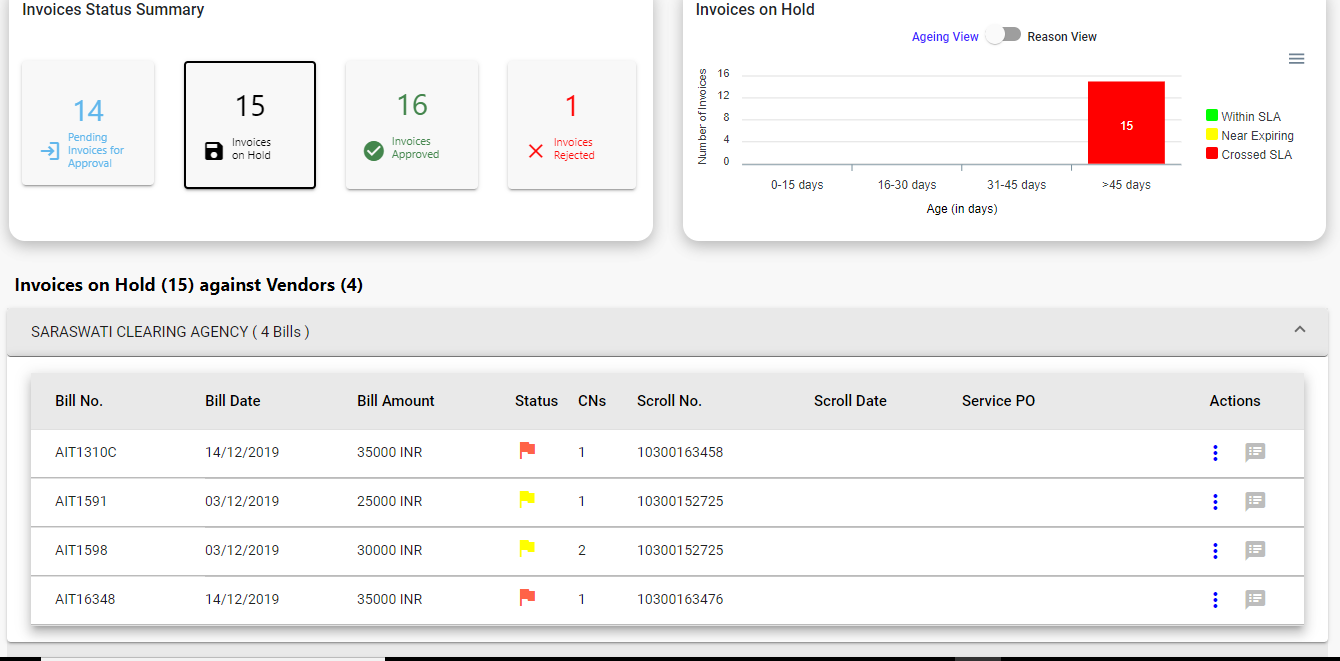 Invoices Status Summary
14
Pending
Invoices for
Approval
15
Invoices
on Hold
16
Invoices
Approved
1
Invoices
Rejected
Invoices on Hold
Ageing View Reason View
Number of Invoices
16
12
8
4
0
15
0-15 days 16-30 days 31-45 days >45 days
Age (in days)
Within SLA
Near Expiring
Crossed SLA
Invoices on Hold (15) against Vendors (4)
SARASWATI CLEARING AGENCY ( 4 Bills )
Bill No. Bill Date Bill Amount Status CNs Scroll No. Scroll Date Service PO Actions
AIT1310C 14/12/2019 35000 INR 1 10300163458
AIT1591 03/12/2019 25000 INR 1 10300152725
AIT1598 03/12/2019 30000 INR 2 10300152725
AIT16348 14/12/2019 35000 INR 1 10300163476